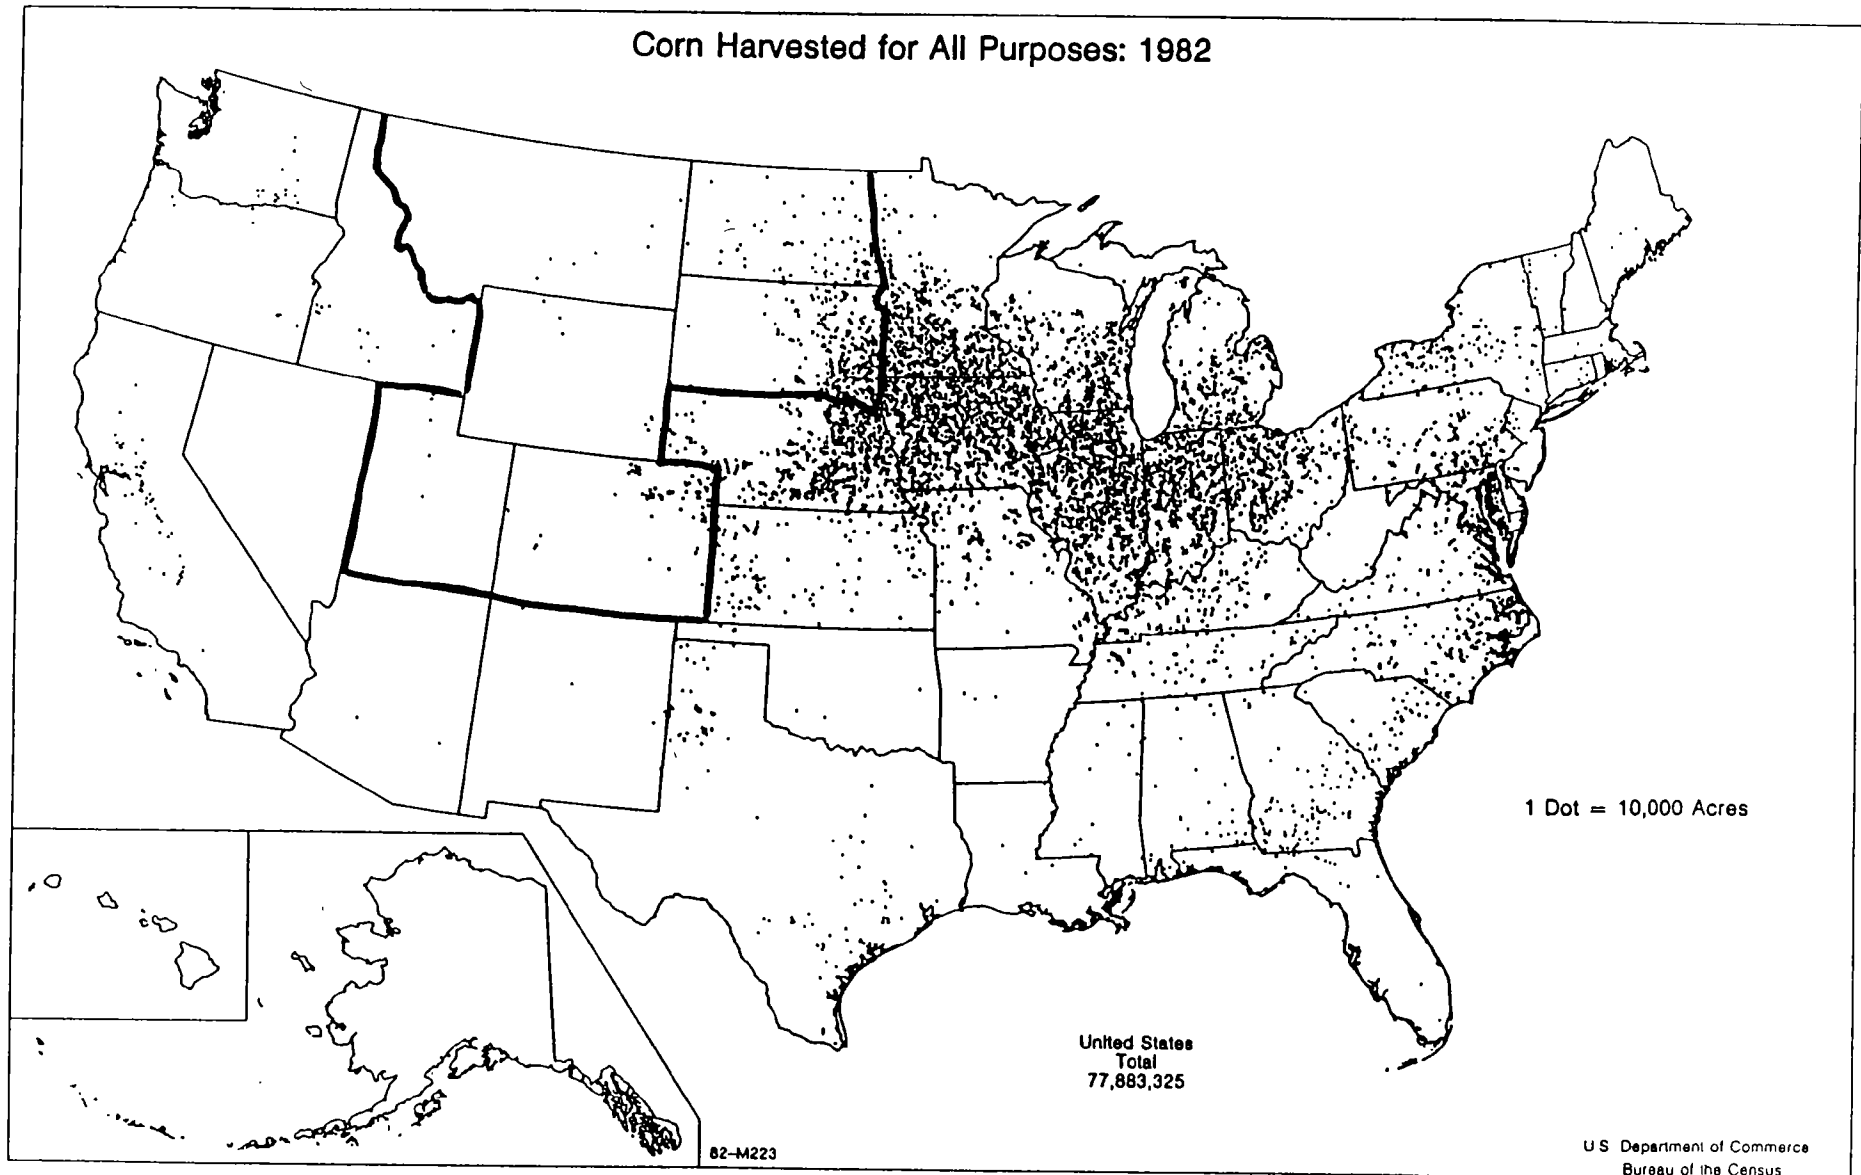 Corn Harvested for All Purposes: 1982
1 Dot = 10,000 Acres
United States
Total
77,883,325
82-M223
U S Department of Commerce
Bureau of the Census